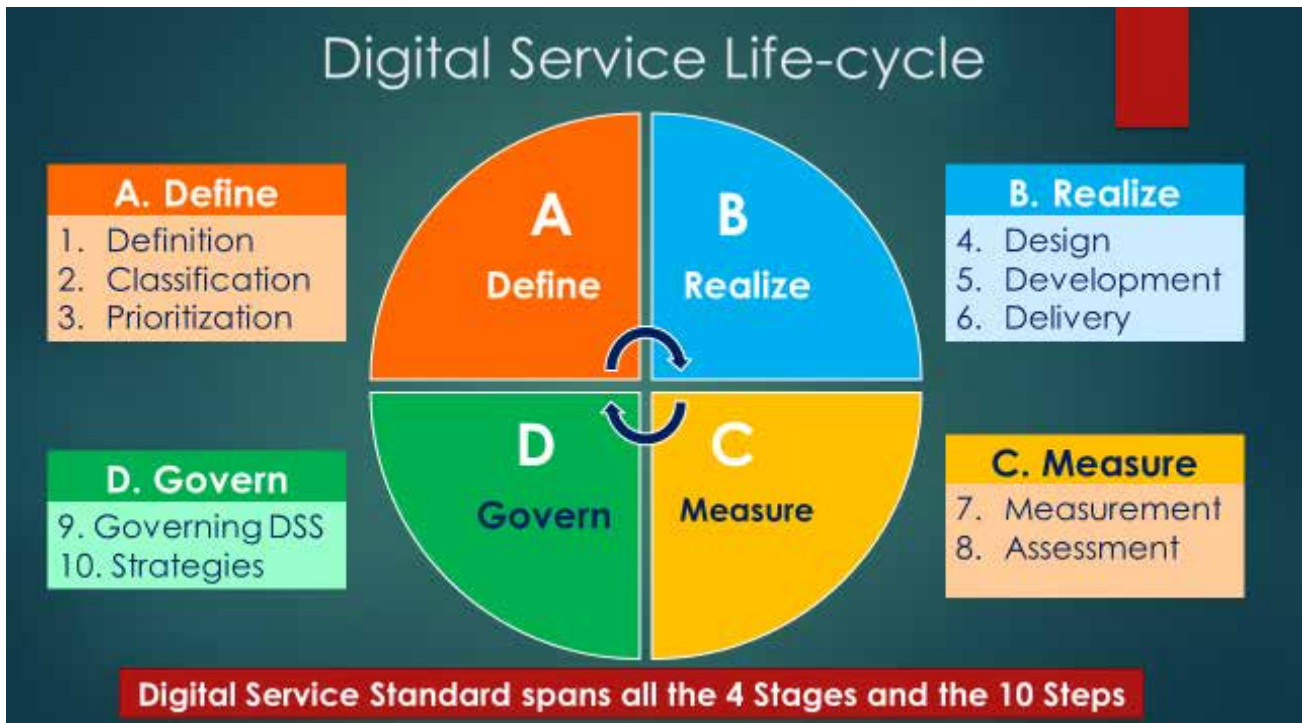 Digital Service Life-cycle
A. Define
1. Definition
2. Classification
3. Prioritization
A
Define
B
Realize
B. Realize
4. Design
5. Development
6. Delivery
D. Govern
9. Governing DSS
10. Strategies
D
Govern
C
Measure
C. Measure
7. Measurement
8. Assessment
Digital Service Standard spans all the 4 Stages and the 10 Steps